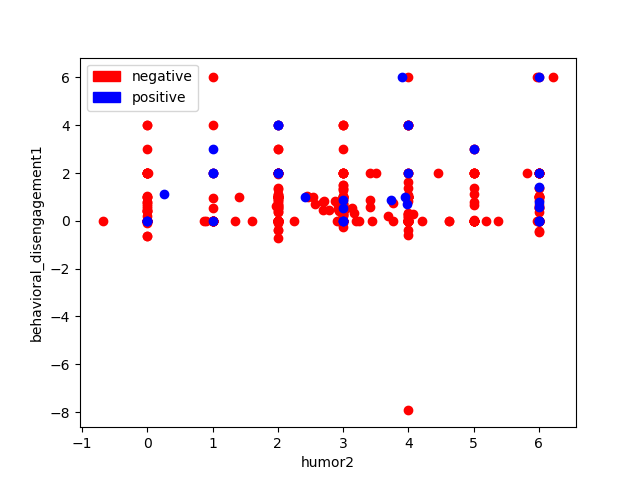 negative
positive
6
4
2
0
−2
−4
−6
−8
behavioral_disengagement1
−1 0 1 2 3 4 5 6
humor2